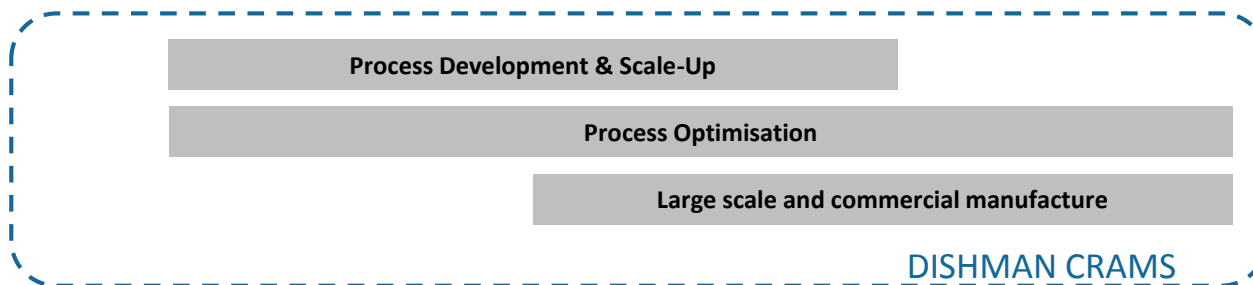 Process Development & Scale-Up
Process Optimisation
Large scale and commercial manufacture
DISHMAN CRAMS